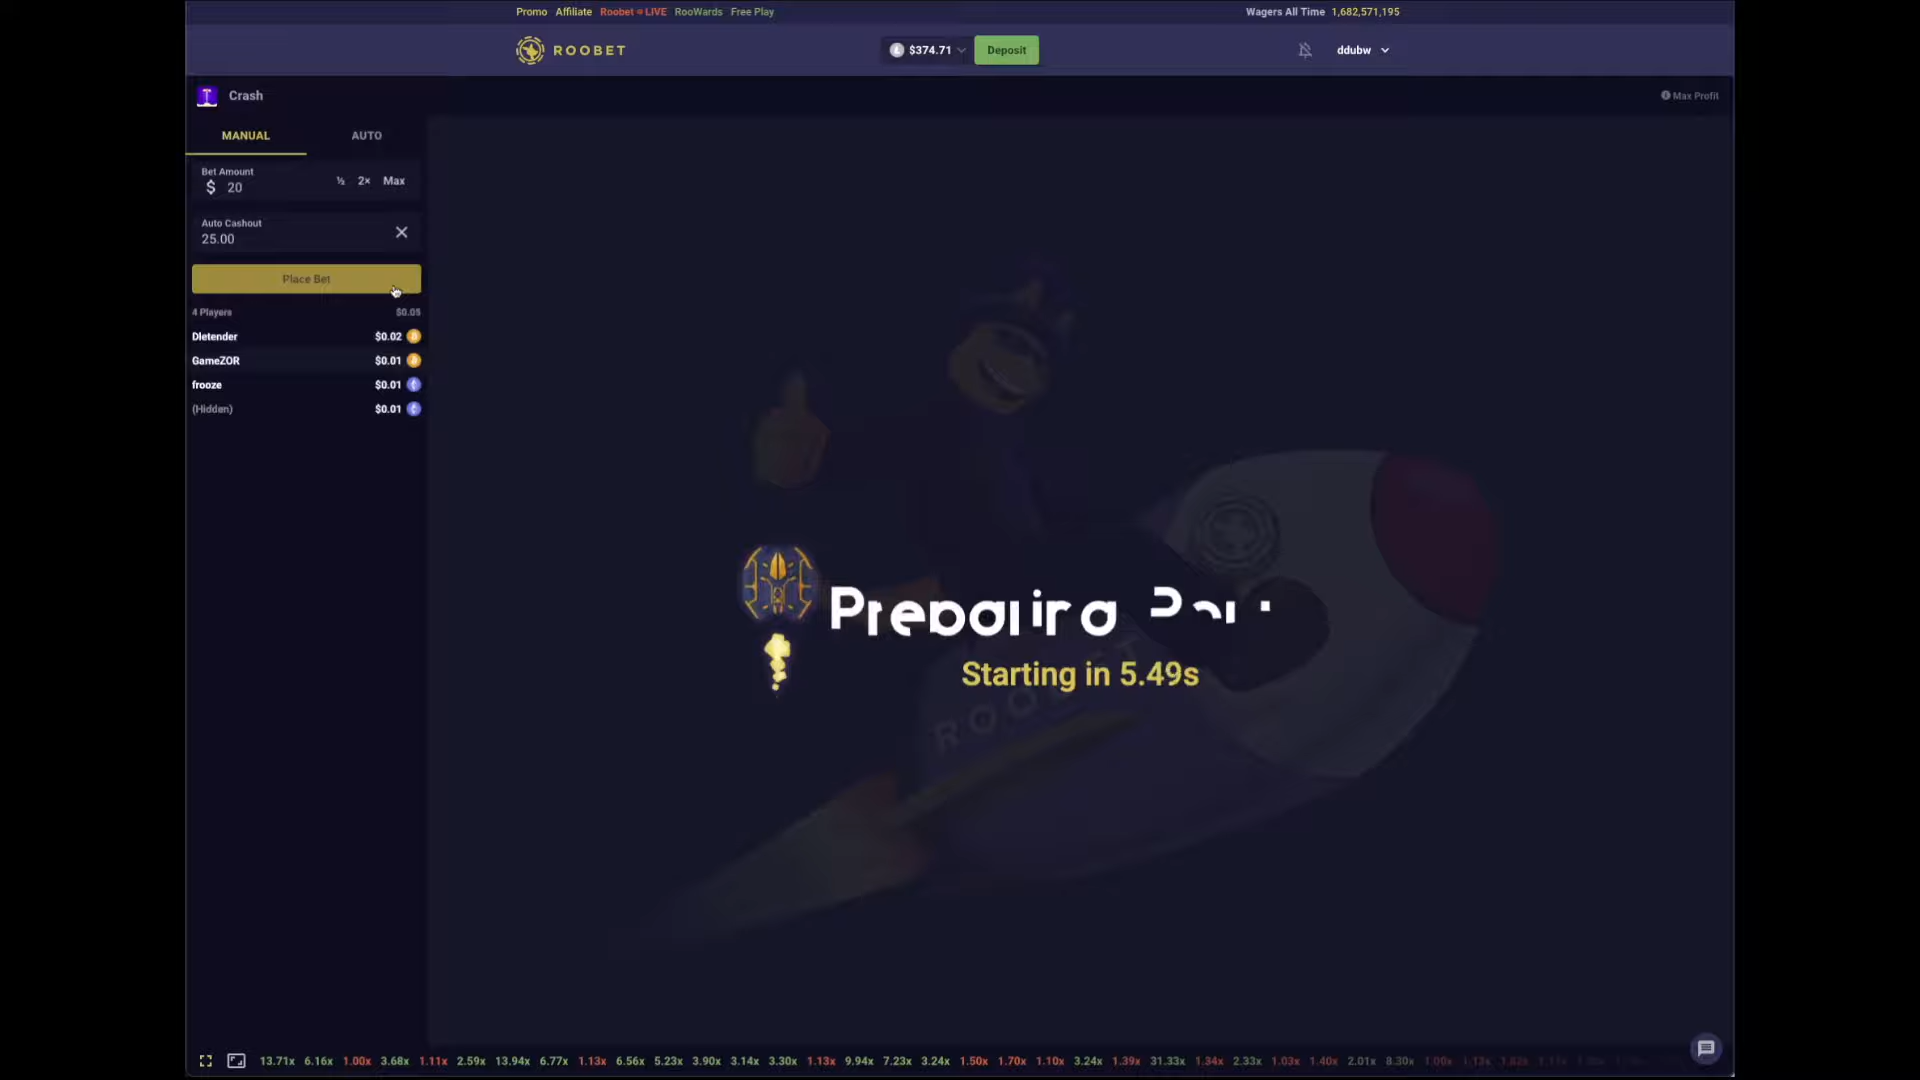 Promo Affiliate Roobet LIVE RooWards Free Play Wagers All Time 1,682,571,195
ROOBET $374.71 Deposit ddubw
Crash Max Profit
MANUAL AUTO
Bet Amount
$ 20 ½ 2× Max
Auto Cashout
25.00
Place Bet
4 Players $0.05
Dletender $0.02
GameZOR $0.01
frooze $0.01
(Hidden) $0.01
Starting in 5.49s
ROOBET
13.71x 6.16x 1.00x 3.68x 1.11x 2.59x 13.94x 6.77x 1.13x 6.56x 5.23x 3.90x 3.14x 3.30x 1.13x 9.94x 7.23x 3.24x 1.50x 1.70x 1.10x 3.24x 1.39x 31.33x 1.34x 2.33x 1.03x 1.40x 2.01x 8.30x 1.00x 1.13x